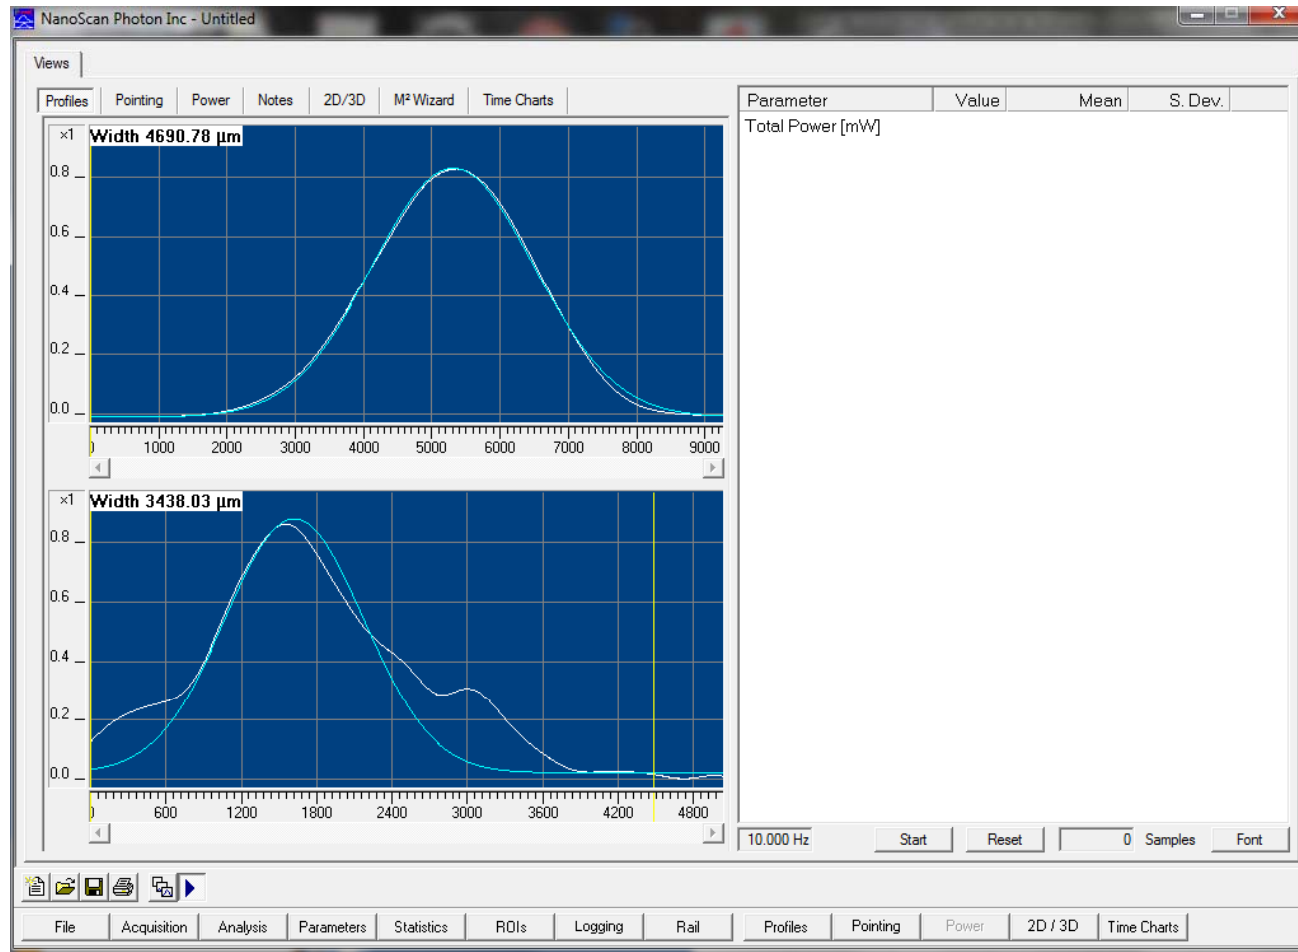 NanoScan Photon Inc - Untitled
Views
Profiles Pointing Power Notes 2D/3D M² Wizard Time Charts
×1 Width 4690.78 µm
0.8
0.6
0.4
0.2
0.0
0 1000 2000 3000 4000 5000 6000 7000 8000 9000
×1 Width 3438.03 µm
0.8
0.6
0.4
0.2
0.0
0 600 1200 1800 2400 3000 3600 4200 4800
Parameter Value Mean S. Dev.
Total Power [mW]
10.000 Hz Start Reset 0 Samples Font
File Acquisition Analysis Parameters Statistics ROIs Logging Rail Profiles Pointing Power 2D / 3D Time Charts